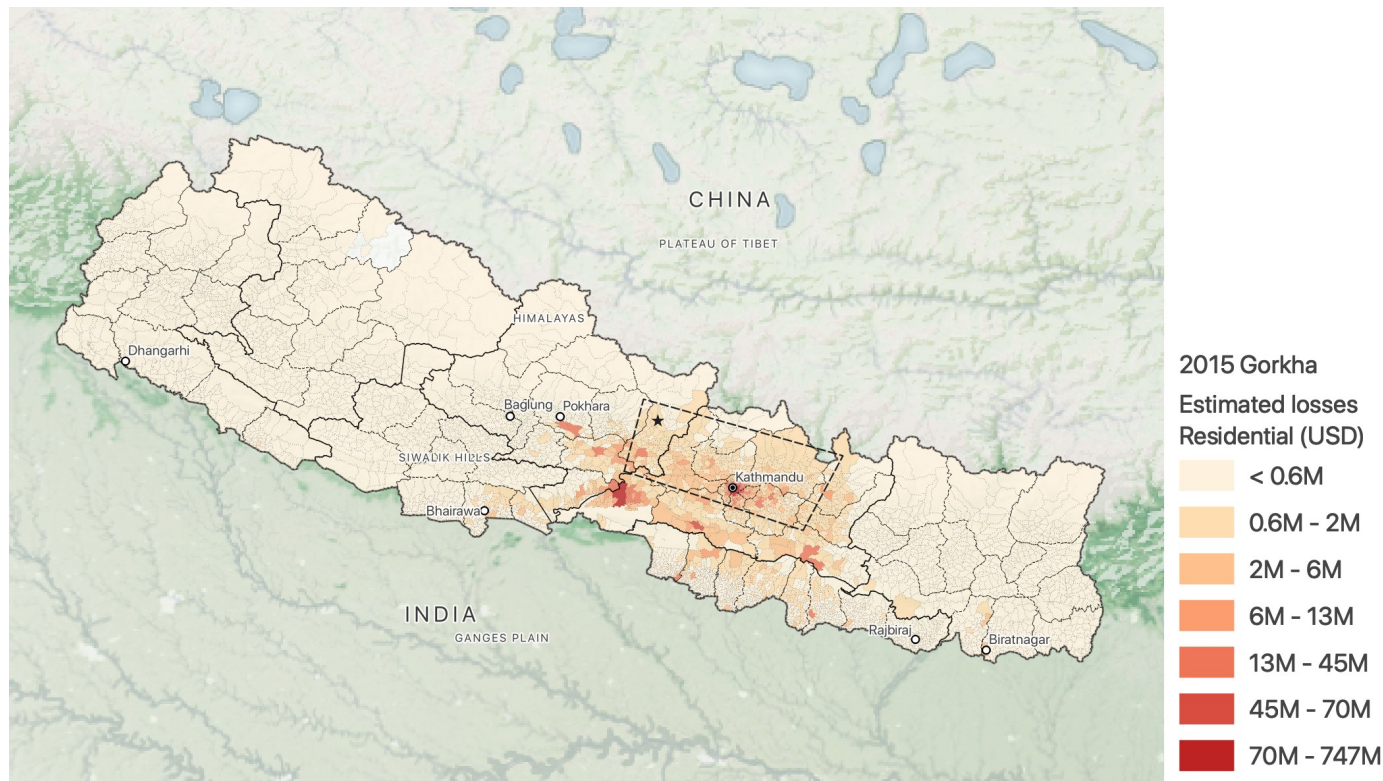 CHINA
PLATEAU OF TIBET
HIMALAYAS
Dhangarhi
Baglung
Pokhara
SIWALIK HILLS
Kathmandu
Bhairawa
INDIA
GANGES PLAIN
Rajbiraj
Biratnagar
2015 Gorkha
Estimated losses
Residential (USD)
< 0.6M
0.6M - 2M
2M - 6M
6M - 13M
13M - 45M
45M - 70M
70M - 747M